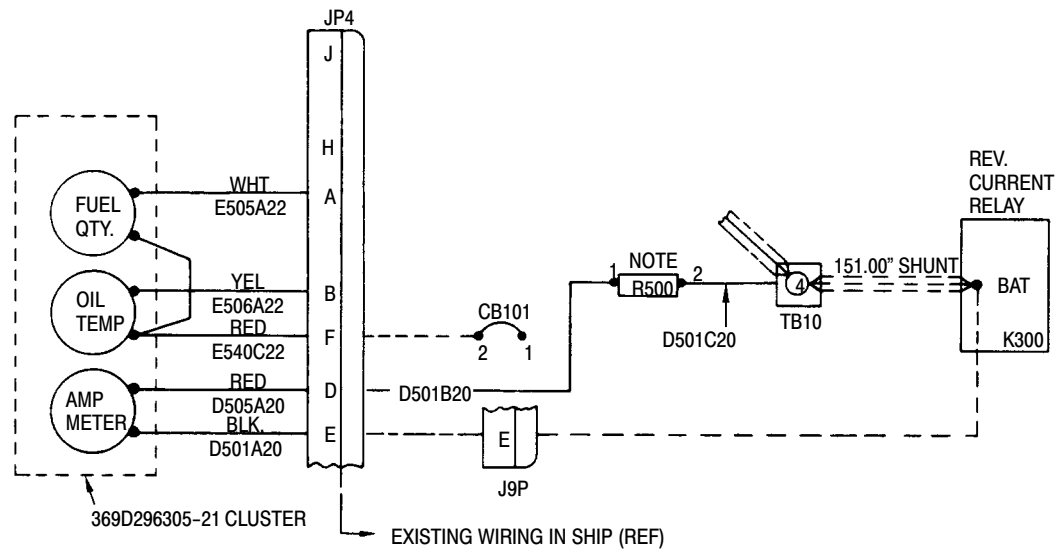 JP4
J
H
A
B
F
D
E
WHT
E505A22
FUEL
QTY.
YEL
E506A22
OIL
TEMP
RED
E540C22
RED
D505A20
AMP
METER
BLK.
D501A20
369D296305-21 CLUSTER
EXISTING WIRING IN SHIP (REF)
CB101
2 1
D501B20
E
J9P
NOTE
1 R500 2
D501C20
4
TB10
151.00" SHUNT
REV.
CURRENT
RELAY
BAT
K300